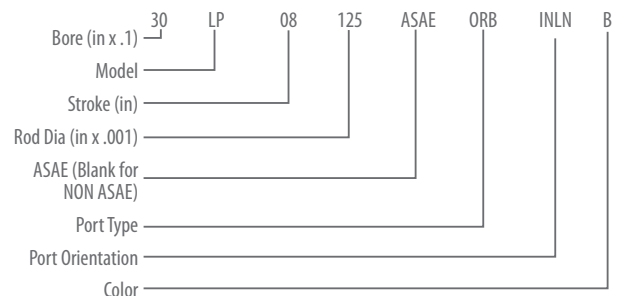 30 LP 08 125 ASAE ORB INLN B
Bore (in x .1)
Model
Stroke (in)
Rod Dia (in x .001)
ASAE (Blank for
NON ASAE)
Port Type
Port Orientation
Color